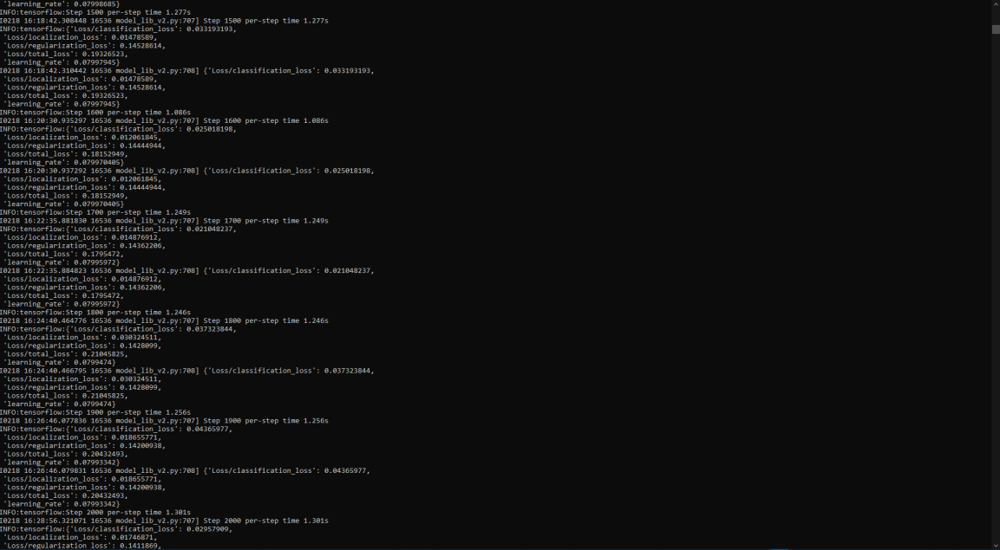 'learning_rate': 0.07998685}
INFO:tensorflow:Step 1500 per-step time 1.277s
I0218 16:18:42.308448 16536 model_lib_v2.py:707] Step 1500 per-step time 1.277s
INFO:tensorflow:{'Loss/classification_loss': 0.033193193,
'Loss/localization_loss': 0.01478589,
'Loss/regularization_loss': 0.14528614,
'Loss/total_loss': 0.19326523,
'learning_rate': 0.07997945}
I0218 16:18:42.310442 16536 model_lib_v2.py:708] {'Loss/classification_loss': 0.033193193,
'Loss/localization_loss': 0.01478589,
'Loss/regularization_loss': 0.14528614,
'Loss/total_loss': 0.19326523,
'learning_rate': 0.07997945}
INFO:tensorflow:Step 1600 per-step time 1.086s
I0218 16:20:30.935297 16536 model_lib_v2.py:707] Step 1600 per-step time 1.086s
INFO:tensorflow:{'Loss/classification_loss': 0.025018198,
'Loss/localization_loss': 0.012061845,
'Loss/regularization_loss': 0.14444944,
'Loss/total_loss': 0.18152949,
'learning_rate': 0.079970405}
I0218 16:20:30.937292 16536 model_lib_v2.py:708] {'Loss/classification_loss': 0.025018198,
'Loss/localization_loss': 0.012061845,
'Loss/regularization_loss': 0.14444944,
'Loss/total_loss': 0.18152949,
'learning_rate': 0.079970405}
INFO:tensorflow:Step 1700 per-step time 1.249s
I0218 16:22:35.881830 16536 model_lib_v2.py:707] Step 1700 per-step time 1.249s
INFO:tensorflow:{'Loss/classification_loss': 0.021048237,
'Loss/localization_loss': 0.014876912,
'Loss/regularization_loss': 0.14362206,
'Loss/total_loss': 0.1795472,
'learning_rate': 0.07995972}
I0218 16:22:35.884823 16536 model_lib_v2.py:708] {'Loss/classification_loss': 0.021048237,
'Loss/localization_loss': 0.014876912,
'Loss/regularization_loss': 0.14362206,
'Loss/total_loss': 0.1795472,
'learning_rate': 0.07995972}
INFO:tensorflow:Step 1800 per-step time 1.246s
I0218 16:24:40.464776 16536 model_lib_v2.py:707] Step 1800 per-step time 1.246s
INFO:tensorflow:{'Loss/classification_loss': 0.037323844,
'Loss/localization_loss': 0.030324511,
'Loss/regularization_loss': 0.1428099,
'Loss/total_loss': 0.21045825,
'learning_rate': 0.0799474}
I0218 16:24:40.466795 16536 model_lib_v2.py:708] {'Loss/classification_loss': 0.037323844,
'Loss/localization_loss': 0.030324511,
'Loss/regularization_loss': 0.1428099,
'Loss/total_loss': 0.21045825,
'learning_rate': 0.0799474}
INFO:tensorflow:Step 1900 per-step time 1.256s
I0218 16:26:46.077836 16536 model_lib_v2.py:707] Step 1900 per-step time 1.256s
INFO:tensorflow:{'Loss/classification_loss': 0.04365977,
'Loss/localization_loss': 0.018655771,
'Loss/regularization_loss': 0.14200938,
'Loss/total_loss': 0.20432493,
'learning_rate': 0.07993342}
I0218 16:26:46.079831 16536 model_lib_v2.py:708] {'Loss/classification_loss': 0.04365977,
'Loss/localization_loss': 0.018655771,
'Loss/regularization_loss': 0.14200938,
'Loss/total_loss': 0.20432493,
'learning_rate': 0.07993342}
INFO:tensorflow:Step 2000 per-step time 1.301s
I0218 16:28:56.321071 16536 model_lib_v2.py:707] Step 2000 per-step time 1.301s
INFO:tensorflow:{'Loss/classification_loss': 0.02957909,
'Loss/localization_loss': 0.01746871,
'Loss/regularization_loss': 0.1411869,